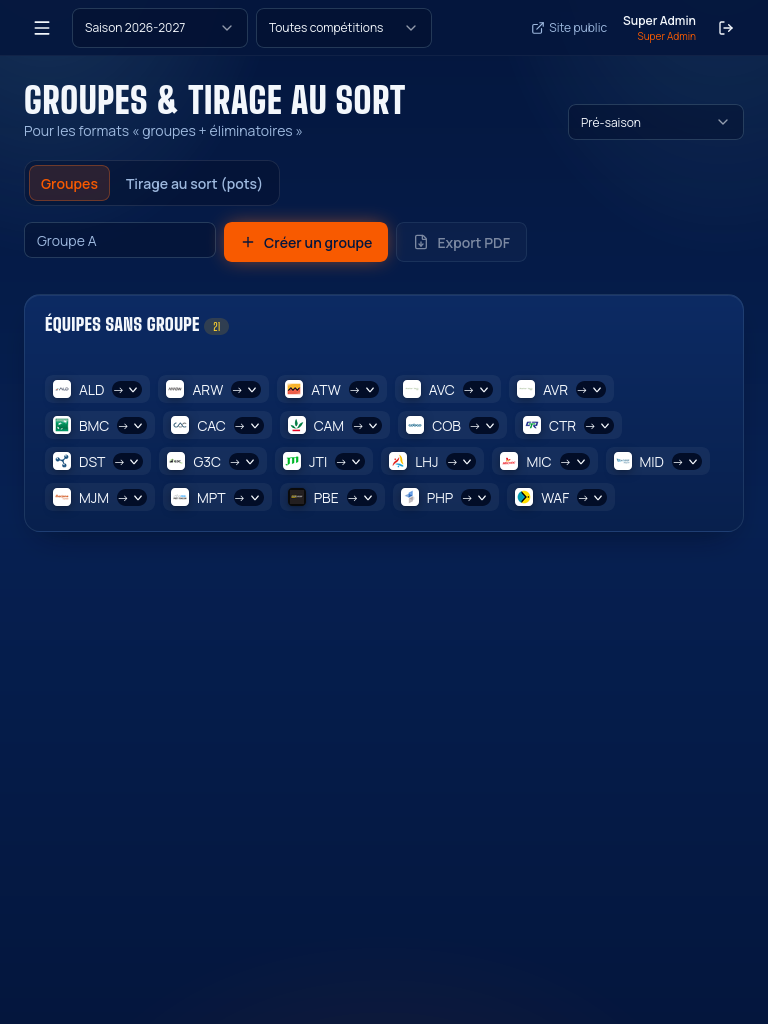 Saison 2026-2027
Toutes compétitions
Site public
Super Admin
Super Admin
GROUPES & TIRAGE AU SORT
Pour les formats « groupes + éliminatoires »
Pré-saison
Groupes
Tirage au sort (pots)
Groupe A
Créer un groupe
Export PDF
ÉQUIPES SANS GROUPE 21
ALD → ARW → ATW → AVC → AVR →
BMC → CAC → CAM → COB → CTR →
DST → G3C → JTI → LHJ → MIC → MID →
MJM → MPT → PBE → PHP → WAF →